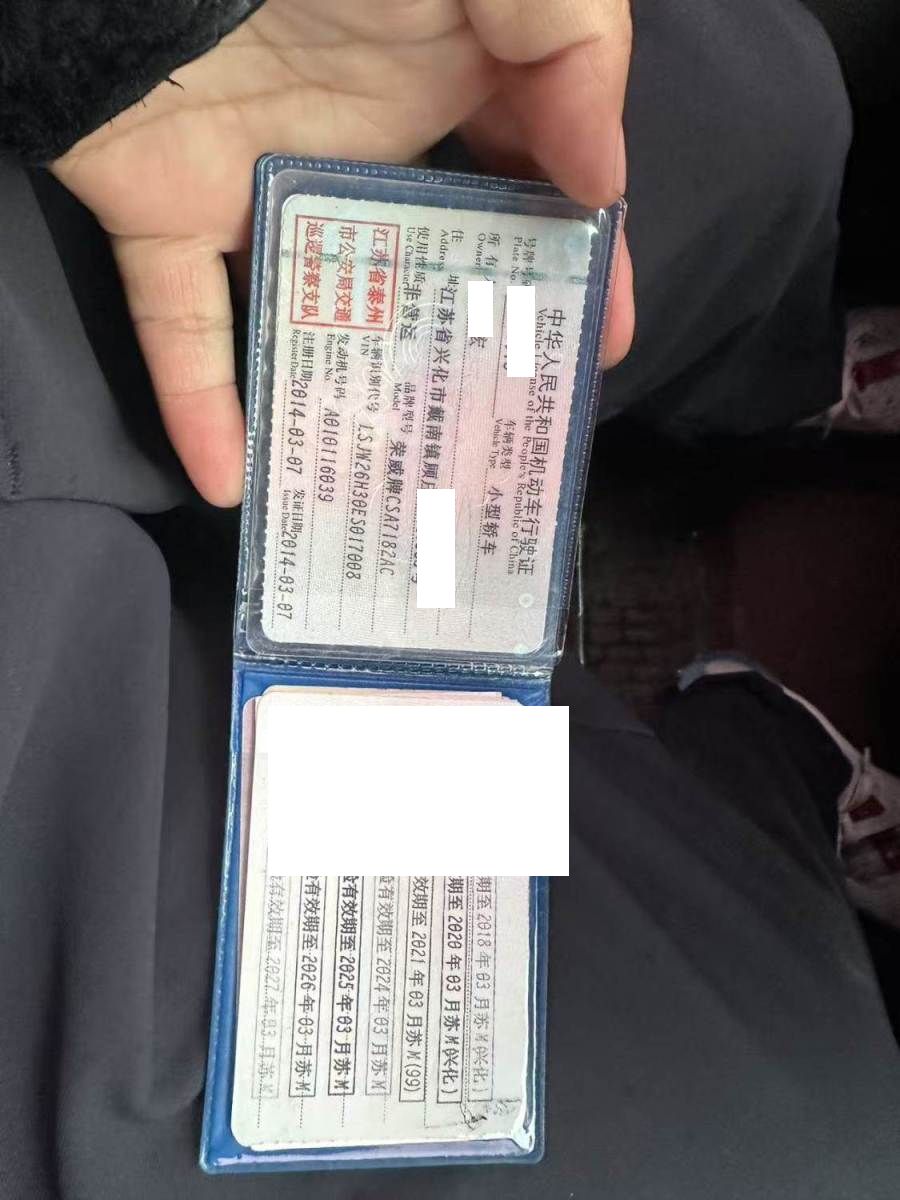 中华人民共和国机动车行驶证
Vehicle License of the People's Republic of China
号牌号码
Plate No.
车辆类型 小型轿车
Vehicle Type
所有
Owner
住 址 江苏省兴化市戴南镇顾
Address
使用性质 非营运
Use Character
品牌型号 荣威牌CSA7182AC
Model
江苏省泰州
市公安局交通
巡逻警察支队
车辆识别代号 LSJW26H30ES017008
VIN
发动机号码 A010116039
Engine No.
注册日期 2014-03-07
Register Date
发证日期 2014-03-07
Issue Date
期至2018年03月苏M(兴化)
期至2020年03月苏M(兴化)
效期至2021年03月苏M(99)
有效期至2024年03月苏M
有效期至2025年03月苏M
有效期至2026年03月苏M
有效期至2027年03月苏M